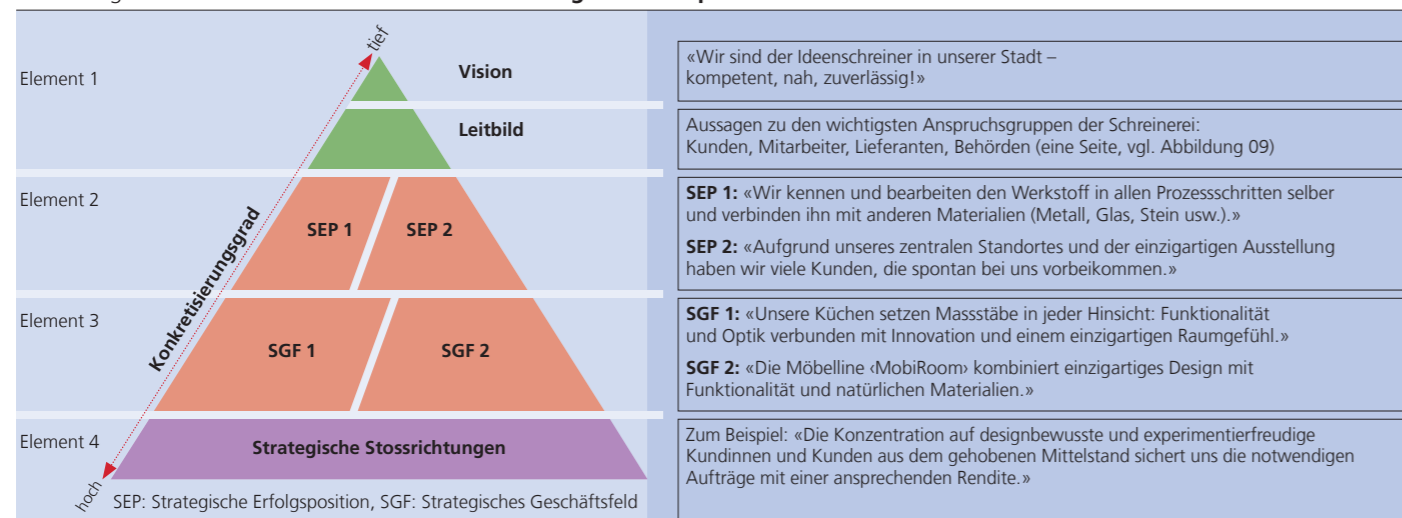 Element 1
tief
Vision
«Wir sind der Ideenschreiner in unserer Stadt –
kompetent, nah, zuverlässig!»
Leitbild
Aussagen zu den wichtigsten Anspruchsgruppen der Schreinerei:
Kunden, Mitarbeiter, Lieferanten, Behörden (eine Seite, vgl. Abbildung 09)
Element 2
Konkretisierungsgrad
SEP 1
SEP 2
SEP 1: «Wir kennen und bearbeiten den Werkstoff in allen Prozessschritten selber
und verbinden ihn mit anderen Materialien (Metall, Glas, Stein usw.).»
SEP 2: «Aufgrund unseres zentralen Standortes und der einzigartigen Ausstellung
haben wir viele Kunden, die spontan bei uns vorbeikommen.»
Element 3
SGF 1
SGF 2
SGF 1: «Unsere Küchen setzen Massstäbe in jeder Hinsicht: Funktionalität
und Optik verbunden mit Innovation und einem einzigartigen Raumgefühl.»
SGF 2: «Die Möbelline ‹MobiRoom› kombiniert einzigartiges Design mit
Funktionalität und natürlichen Materialien.»
Element 4
Strategische Stossrichtungen
Zum Beispiel: «Die Konzentration auf designbewusste und experimentierfreudige
Kundinnen und Kunden aus dem gehobenen Mittelstand sichert uns die notwendigen
Aufträge mit einer ansprechenden Rendite.»
hoch
SEP: Strategische Erfolgsposition, SGF: Strategisches Geschäftsfeld